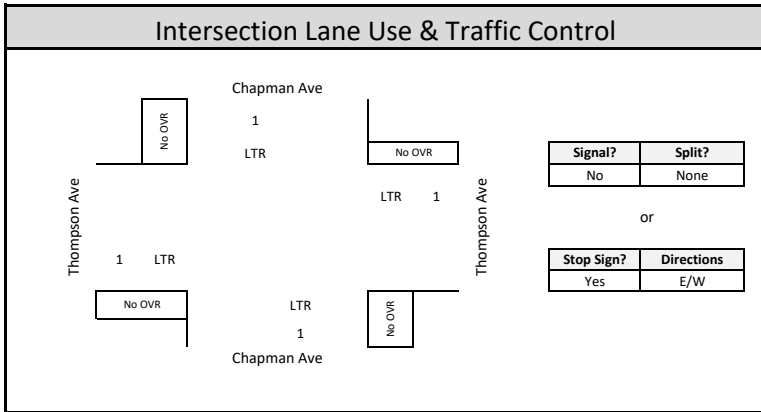 Intersection Lane Use & Traffic Control
Chapman Ave
No OVR
1
LTR
No OVR
Thompson Ave
LTR 1
Thompson Ave
1 LTR
No OVR
LTR
No OVR
1
Chapman Ave
Signal? Split?
No None
or
Stop Sign? Directions
Yes E/W